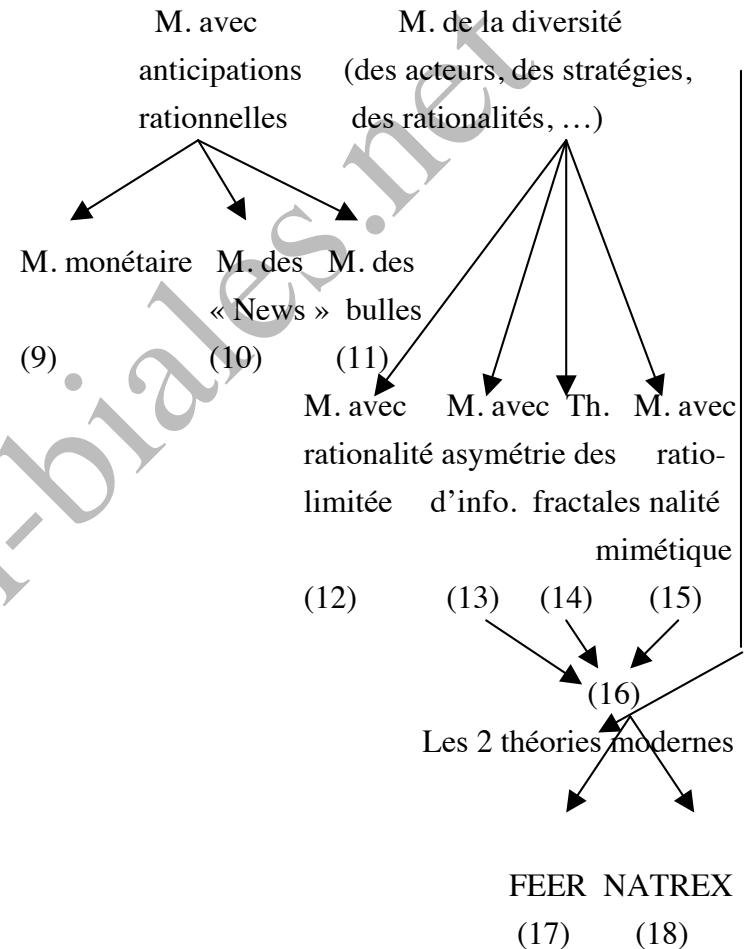 M. avec M. de la diversité
anticipations (des acteurs, des stratégies,
rationnelles des rationalités, …)
M. monétaire M. des M. des
« News » bulles
(9) (10) (11)
M. avec M. avec Th. M. avec
rationalité asymétrie des ratio-
limitée d’info. fractales nalité
mimétique
(12) (13) (14) (15)
(16)
Les 2 théories modernes
FEER NATREX
(17) (18)
-biales.net